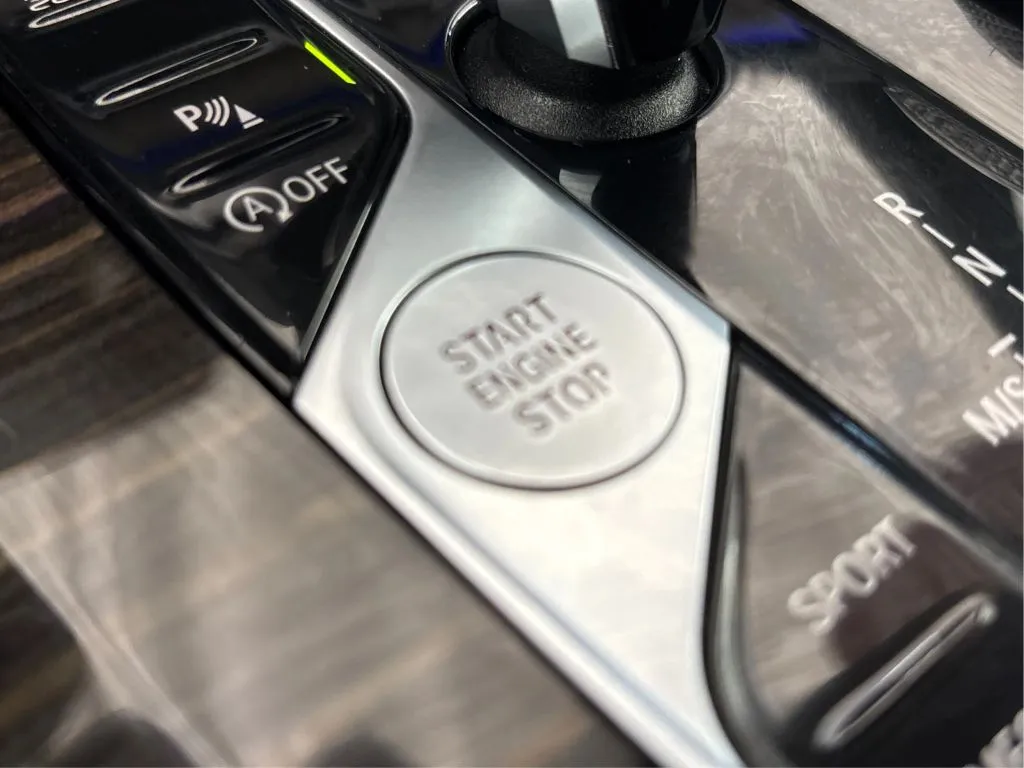 P
A OFF
START
ENGINE
STOP
R
N
M/S
SPORT